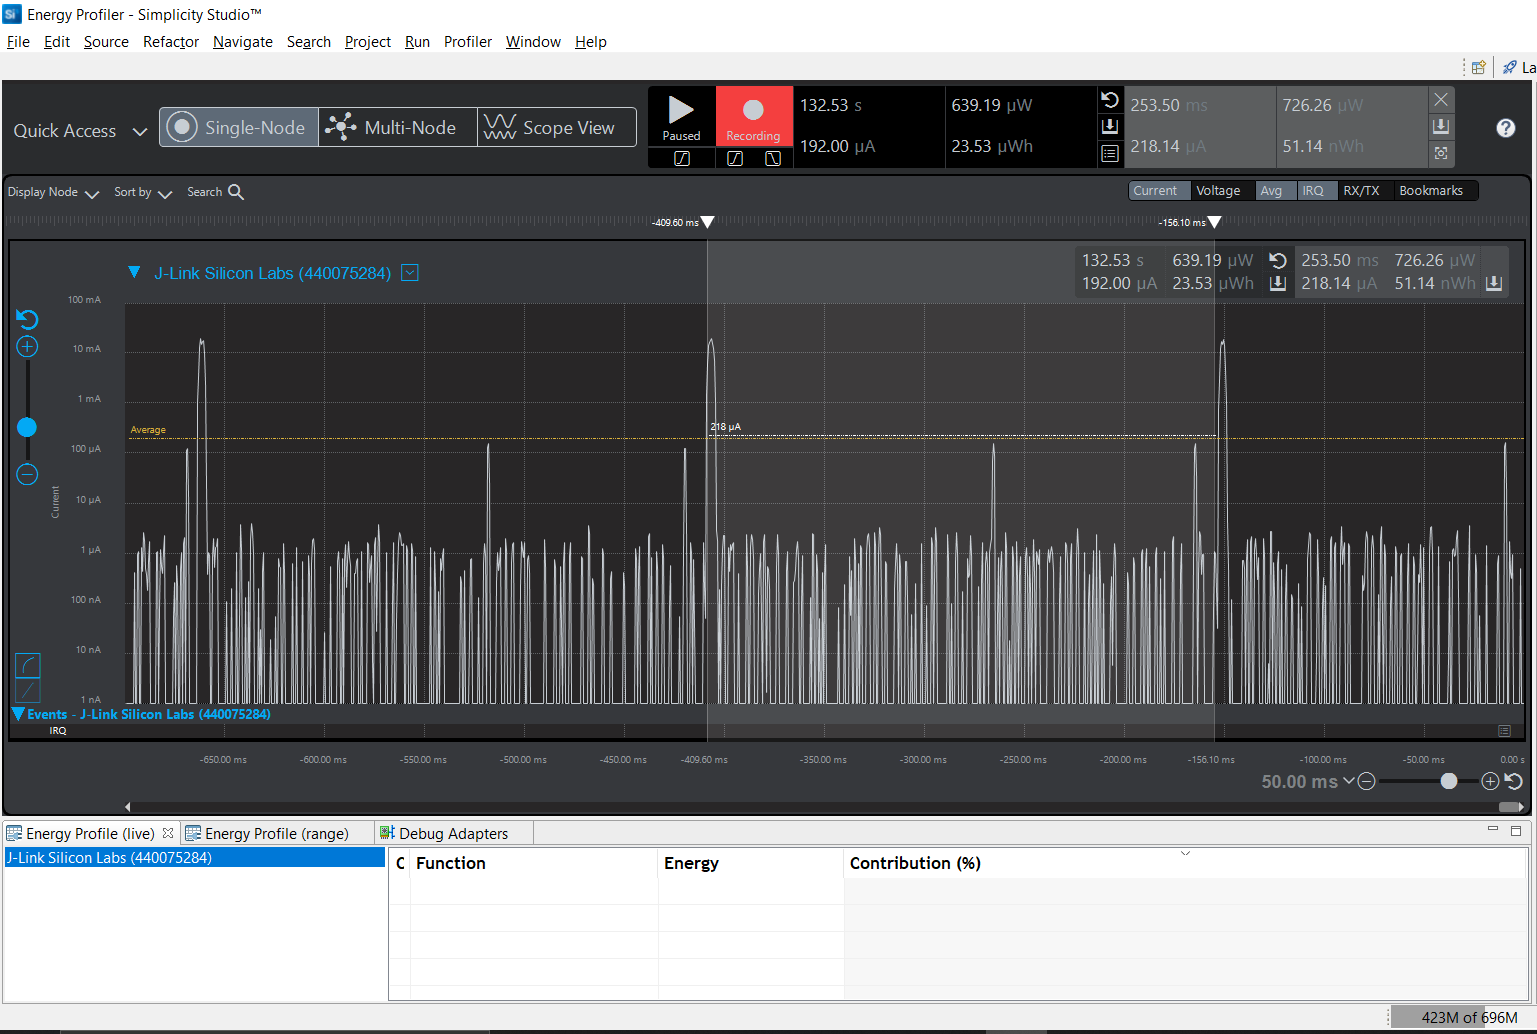 Energy Profiler - Simplicity Studio™
File Edit Source Refactor Navigate Search Project Run Profiler Window Help
La
Quick Access
Single-Node
Multi-Node
Scope View
Paused
Recording
132.53 s
192.00 µA
639.19 µW
23.53 µWh
253.50 ms
218.14 µA
726.26 µW
51.14 nWh
Display Node Sort by Search
Current Voltage Avg IRQ RX/TX Bookmarks
-409.60 ms -156.10 ms
J-Link Silicon Labs (440075284)
132.53 s 639.19 µW 253.50 ms 726.26 µW
192.00 µA 23.53 µWh 218.14 µA 51.14 nWh
100 mA
10 mA
1 mA
Average
218 µA
100 µA
10 µA
Current
1 µA
100 nA
10 nA
1 nA
Events - J-Link Silicon Labs (440075284)
IRQ
-650.00 ms -600.00 ms -550.00 ms -500.00 ms -450.00 ms -409.60 ms -350.00 ms -300.00 ms -250.00 ms -200.00 ms -156.10 ms -100.00 ms -50.00 ms 0.00 s
50.00 ms
Energy Profile (live) Energy Profile (range) Debug Adapters
J-Link Silicon Labs (440075284)
C Function Energy Contribution (%)
423M of 696M